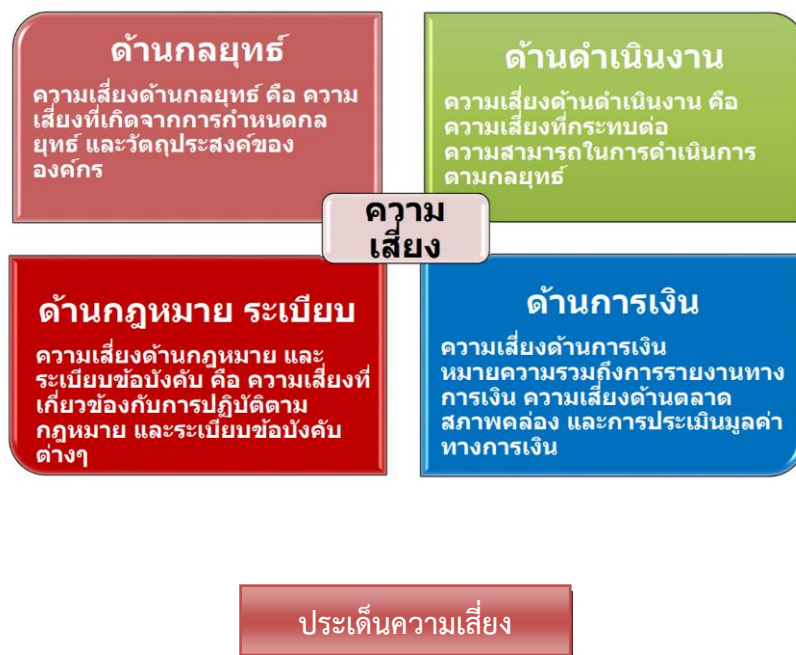 ด้านกลยุทธ์
ความเสี่ยงด้านกลยุทธ์ คือ ความ
เสี่ยงที่เกิดจากการกำหนดกล
ยุทธ์ และวัตถุประสงค์ของ
องค์กร
ด้านดำเนินงาน
ความเสี่ยงด้านดำเนินงาน คือ
ความเสี่ยงที่กระทบต่อ
ความสามารถในการดำเนินการ
ตามกลยุทธ์
ความ
เสี่ยง
ด้านกฎหมาย ระเบียบ
ความเสี่ยงด้านกฎหมาย และ
ระเบียบข้อบังคับ คือ ความเสี่ยงที่
เกี่ยวข้องกับการปฏิบัติตาม
กฎหมาย และระเบียบข้อบังคับ
ต่างๆ
ด้านการเงิน
ความเสี่ยงด้านการเงิน
หมายความรวมถึงการรายงานทาง
การเงิน ความเสี่ยงด้านตลาด
สภาพคล่อง และการประเมินมูลค่า
ทางการเงิน
ประเด็นความเสี่ยง